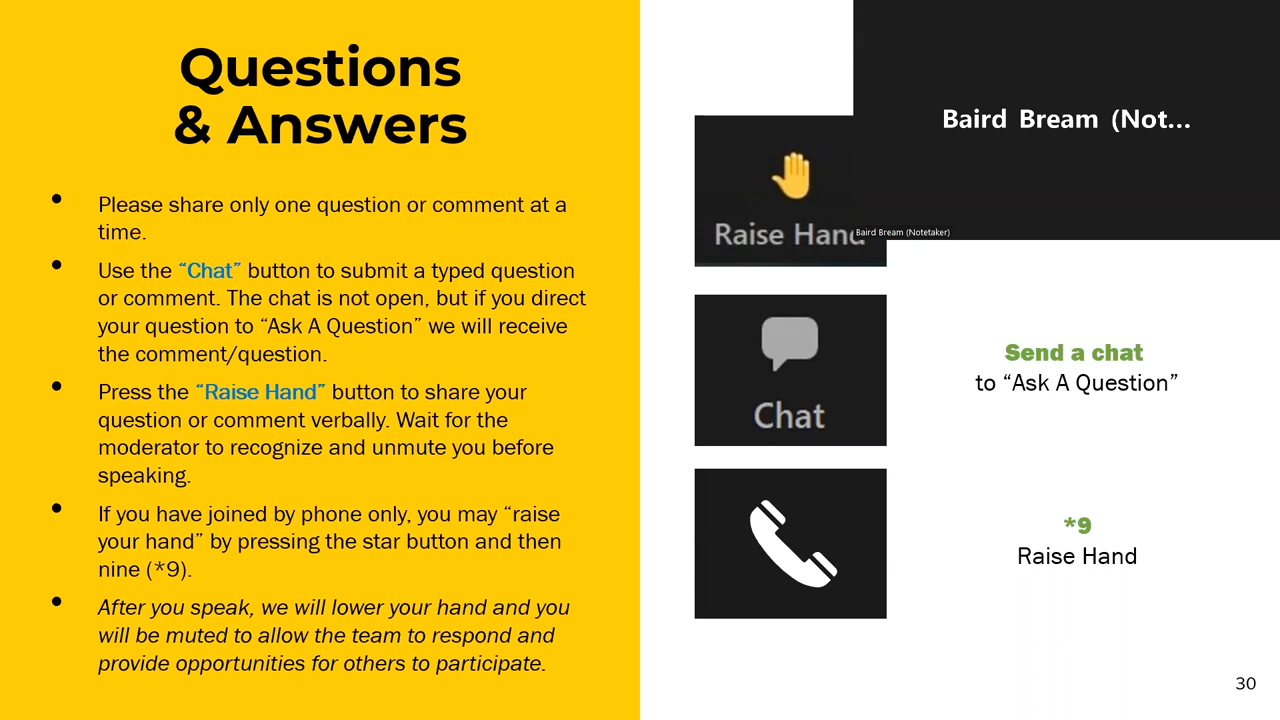 Questions
& Answers
• Please share only one question or comment at a
time.
• Use the “Chat” button to submit a typed question
or comment. The chat is not open, but if you direct
your question to “Ask A Question” we will receive
the comment/question.
• Press the “Raise Hand” button to share your
question or comment verbally. Wait for the
moderator to recognize and unmute you before
speaking.
• If you have joined by phone only, you may “raise
your hand” by pressing the star button and then
nine (*9).
• After you speak, we will lower your hand and you
will be muted to allow the team to respond and
provide opportunities for others to participate.
Baird Bream (Not...
Raise Hand
Baird Bream (Notetaker)
Chat
Send a chat
to “Ask A Question”
*9
Raise Hand
30